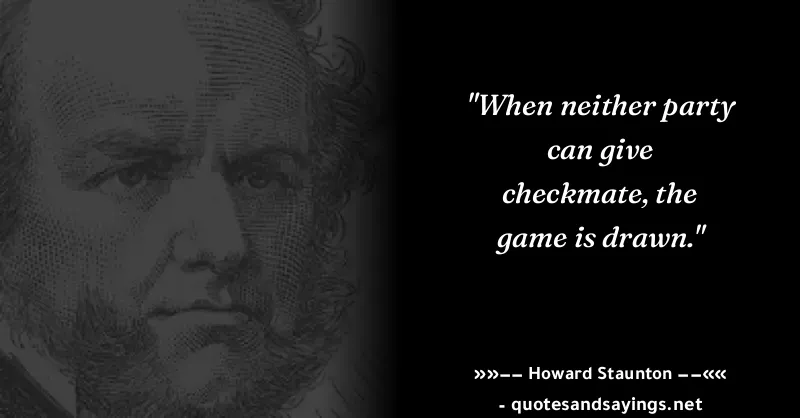 "When neither party
can give
checkmate, the
game is drawn."
»»−− Howard Staunton −−««
- quotesandsayings.net